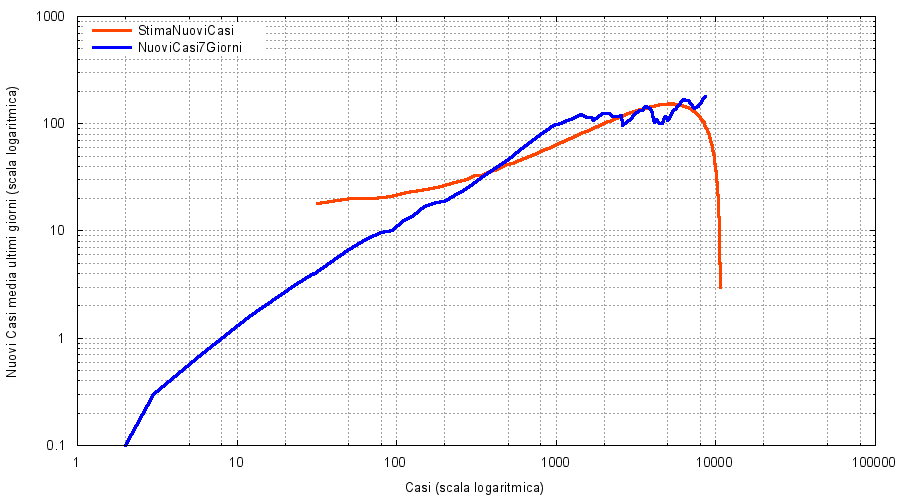 1000
StimaNuoviCasi
NuoviCasi7Giorni
100
10
1
0.1
1 10 100 1000 10000 100000
Nuovi Casi media ultimi giorni (scala logaritmica)
Casi (scala logaritmica)